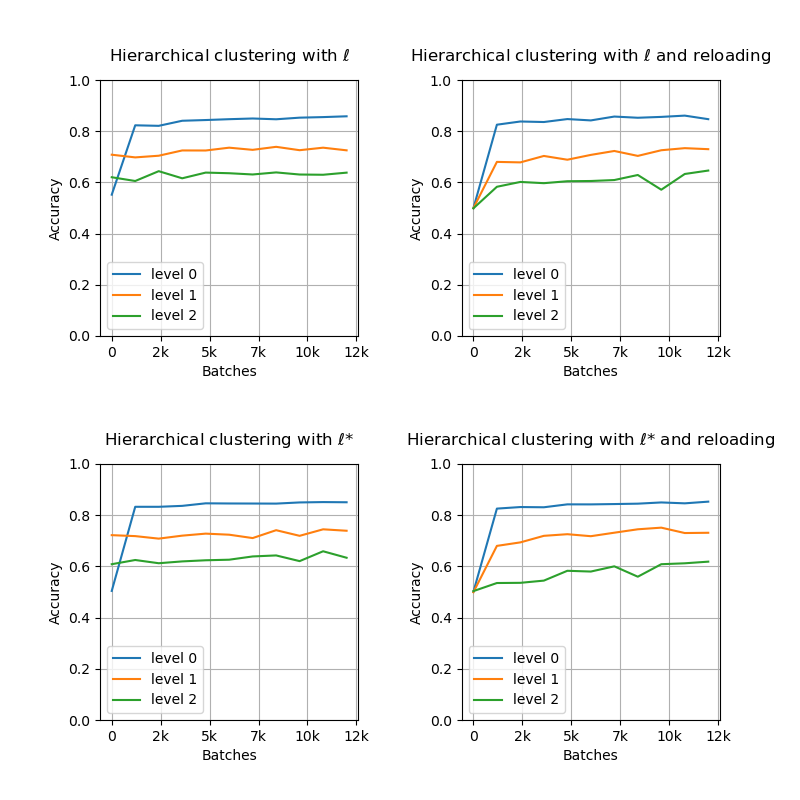 Hierarchical clustering with ℓ
1.0
0.8
0.6
0.4
0.2
0.0
Accuracy
level 0
level 1
level 2
0 2k 5k 7k 10k 12k
Batches
Hierarchical clustering with ℓ and reloading
1.0
0.8
0.6
0.4
0.2
0.0
Accuracy
level 0
level 1
level 2
0 2k 5k 7k 10k 12k
Batches
Hierarchical clustering with ℓ*
1.0
0.8
0.6
0.4
0.2
0.0
Accuracy
level 0
level 1
level 2
0 2k 5k 7k 10k 12k
Batches
Hierarchical clustering with ℓ* and reloading
1.0
0.8
0.6
0.4
0.2
0.0
Accuracy
level 0
level 1
level 2
0 2k 5k 7k 10k 12k
Batches